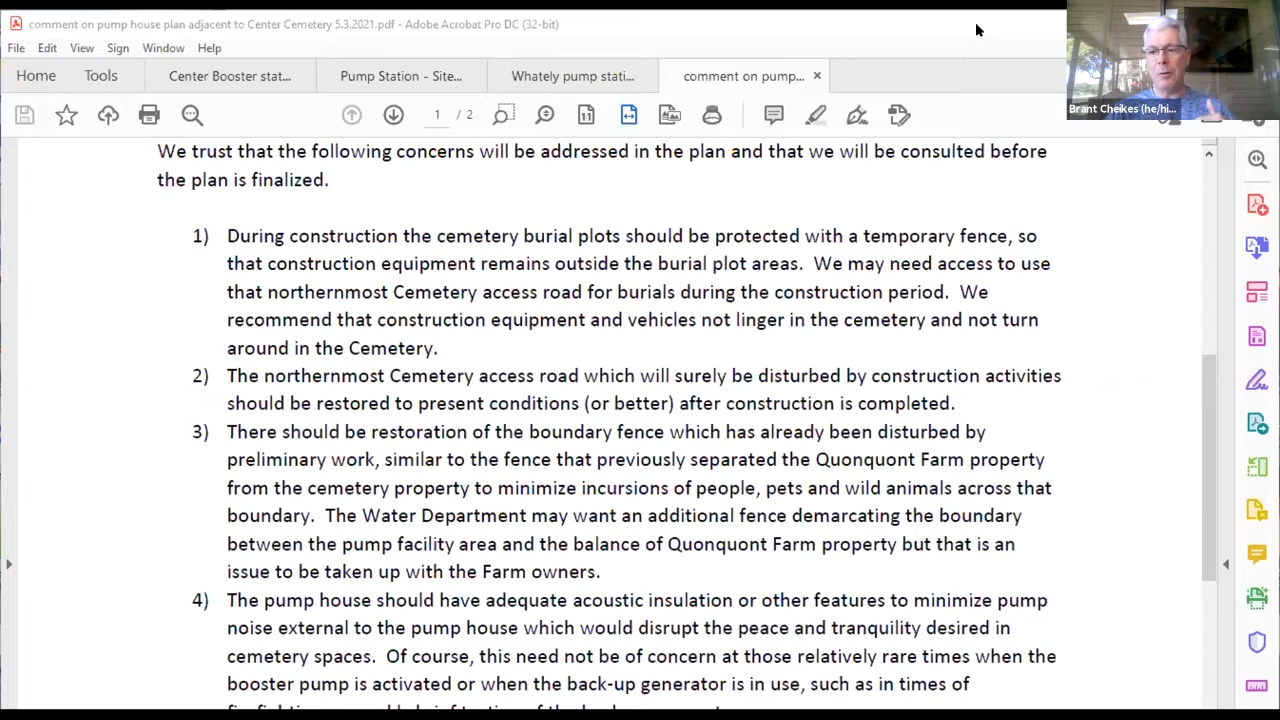 comment on pump house plan adjacent to Center Cemetery 5.3.2021.pdf - Adobe Acrobat Pro DC (32-bit)
File Edit View Sign Window Help
Home Tools Center Booster stat... Pump Station - Site... Whately pump stati... comment on pump... ×
1 / 2
Brant Cheikes (he/hi...
We trust that the following concerns will be addressed in the plan and that we will be consulted before
the plan is finalized.
1) During construction the cemetery burial plots should be protected with a temporary fence, so
that construction equipment remains outside the burial plot areas. We may need access to use
that northernmost Cemetery access road for burials during the construction period. We
recommend that construction equipment and vehicles not linger in the cemetery and not turn
around in the Cemetery.
2) The northernmost Cemetery access road which will surely be disturbed by construction activities
should be restored to present conditions (or better) after construction is completed.
3) There should be restoration of the boundary fence which has already been disturbed by
preliminary work, similar to the fence that previously separated the Quonquont Farm property
from the cemetery property to minimize incursions of people, pets and wild animals across that
boundary. The Water Department may want an additional fence demarcating the boundary
between the pump facility area and the balance of Quonquont Farm property but that is an
issue to be taken up with the Farm owners.
4) The pump house should have adequate acoustic insulation or other features to minimize pump
noise external to the pump house which would disrupt the peace and tranquility desired in
cemetery spaces. Of course, this need not be of concern at those relatively rare times when the
booster pump is activated or when the back-up generator is in use, such as in times of